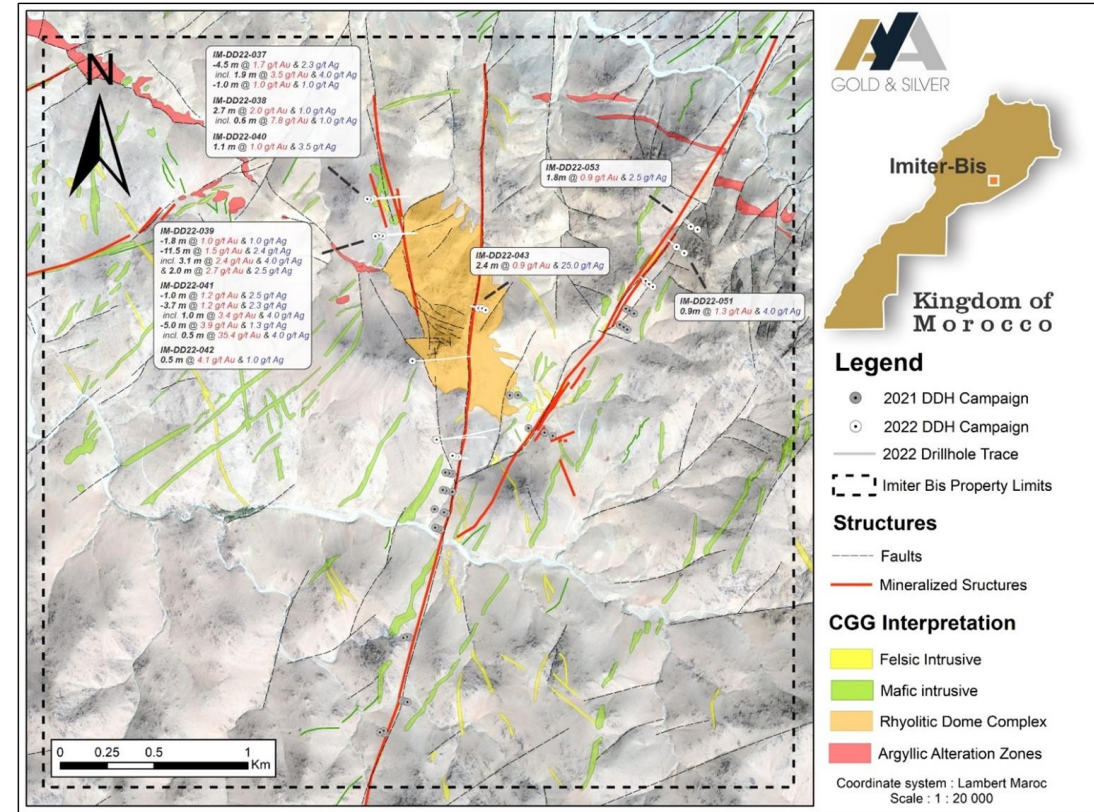 N
IM-DD22-037
-4.5 m @ 1.7 g/t Au & 2.3 g/t Ag
incl. 1.9 m @ 3.5 g/t Au & 4.0 g/t Ag
-1.0 m @ 1.0 g/t Au & 1.0 g/t Ag
IM-DD22-038
2.7 m @ 2.0 g/t Au & 1.0 g/t Ag
incl. 0.6 m @ 7.8 g/t Au & 1.0 g/t Ag
IM-DD22-040
1.1 m @ 1.0 g/t Au & 3.5 g/t Ag
IM-DD22-053
1.8m @ 0.9 g/t Au & 2.5 g/t Ag
IM-DD22-039
-1.8 m @ 1.0 g/t Au & 1.0 g/t Ag
-11.5 m @ 1.5 g/t Au & 2.4 g/t Ag
incl. 3.1 m @ 2.4 g/t Au & 4.0 g/t Ag
& 2.0 m @ 2.7 g/t Au & 2.5 g/t Ag
IM-DD22-041
-1.0 m @ 1.2 g/t Au & 2.5 g/t Ag
-3.7 m @ 1.2 g/t Au & 2.3 g/t Ag
incl. 1.0 m @ 3.4 g/t Au & 4.0 g/t Ag
-5.0 m @ 3.9 g/t Au & 1.3 g/t Ag
incl. 0.5 m @ 35.4 g/t Au & 4.0 g/t Ag
IM-DD22-042
0.5 m @ 4.1 g/t Au & 1.0 g/t Ag
IM-DD22-043
2.4 m @ 0.9 g/t Au & 25.0 g/t Ag
IM-DD22-051
0.9m @ 1.3 g/t Au & 4.0 g/t Ag
0 0.25 0.5 1
Km
AYA
GOLD & SILVER
Imiter-Bis
Kingdom of
Morocco
Legend
2021 DDH Campaign
2022 DDH Campaign
2022 Drillhole Trace
Imiter Bis Property Limits
Structures
Faults
Mineralized Sructures
CGG Interpretation
Felsic Intrusive
Mafic intrusive
Rhyolitic Dome Complex
Argyllic Alteration Zones
Coordinate system : Lambert Maroc
Scale : 1 : 20 000